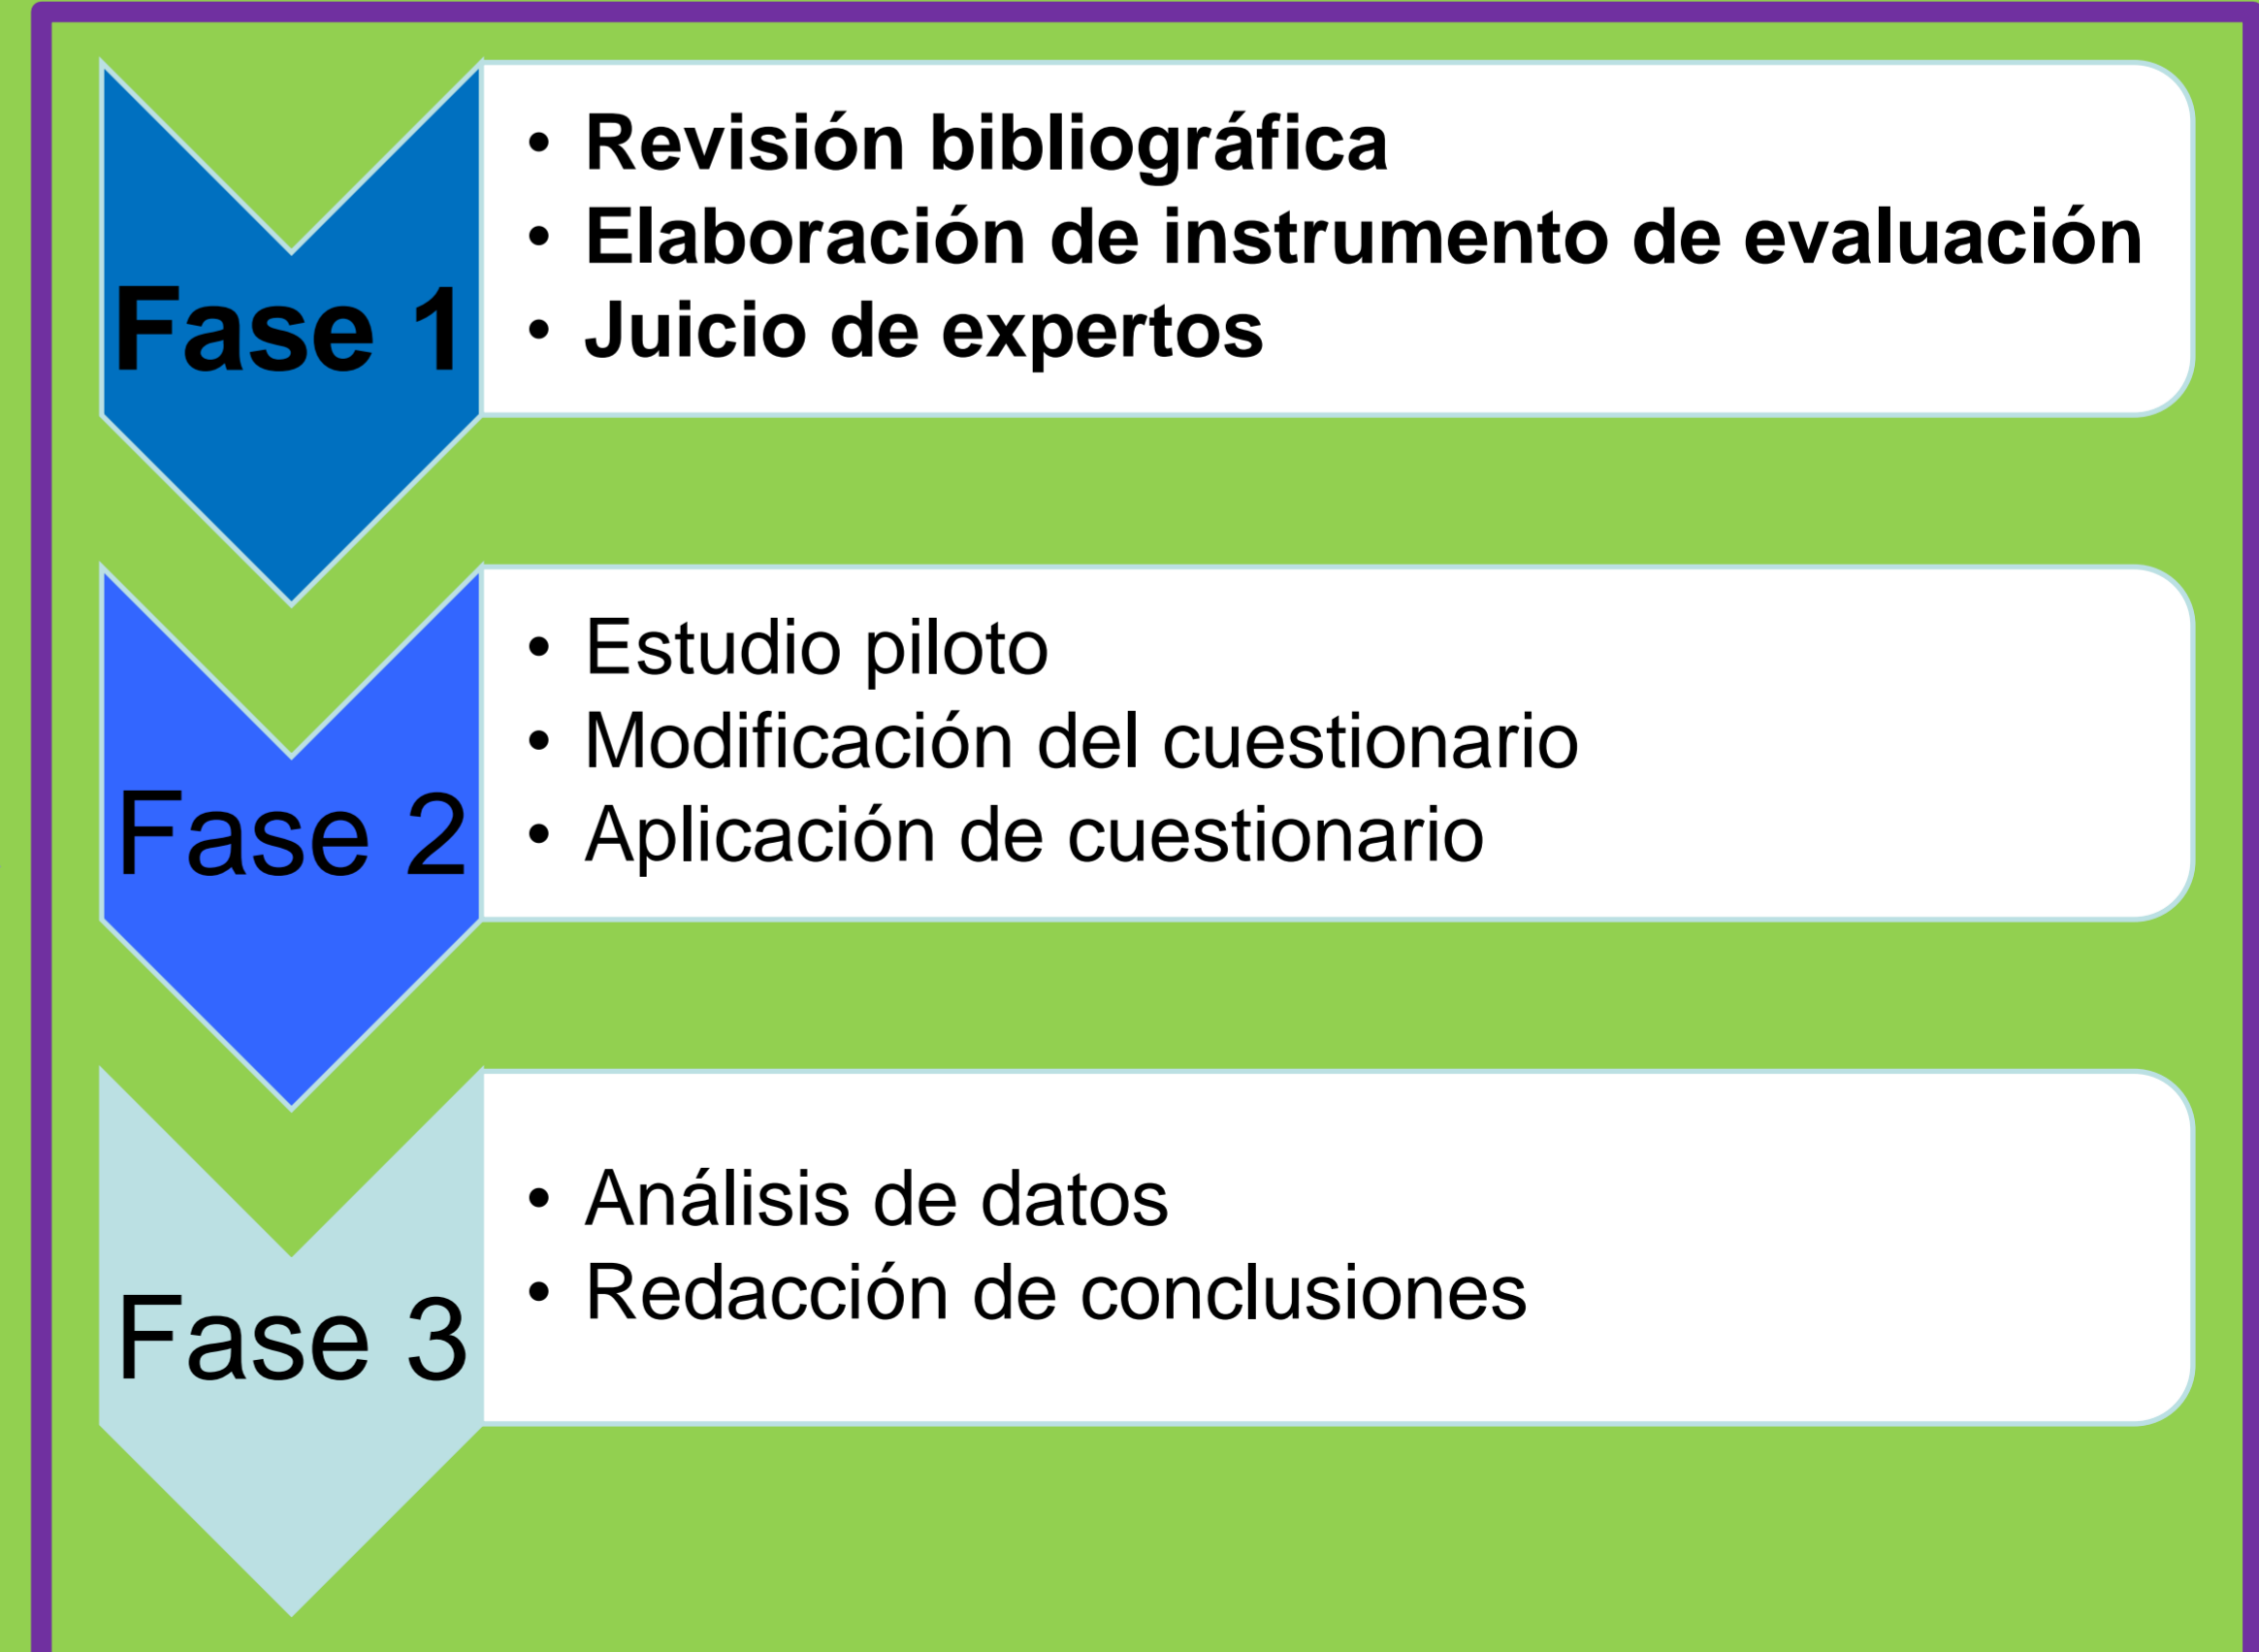 Fase 1
• Revisión bibliográfica
• Elaboración de instrumento de evaluación
• Juicio de expertos
Fase 2
• Estudio piloto
• Modificación del cuestionario
• Aplicación de cuestionario
Fase 3
• Análisis de datos
• Redacción de conclusiones